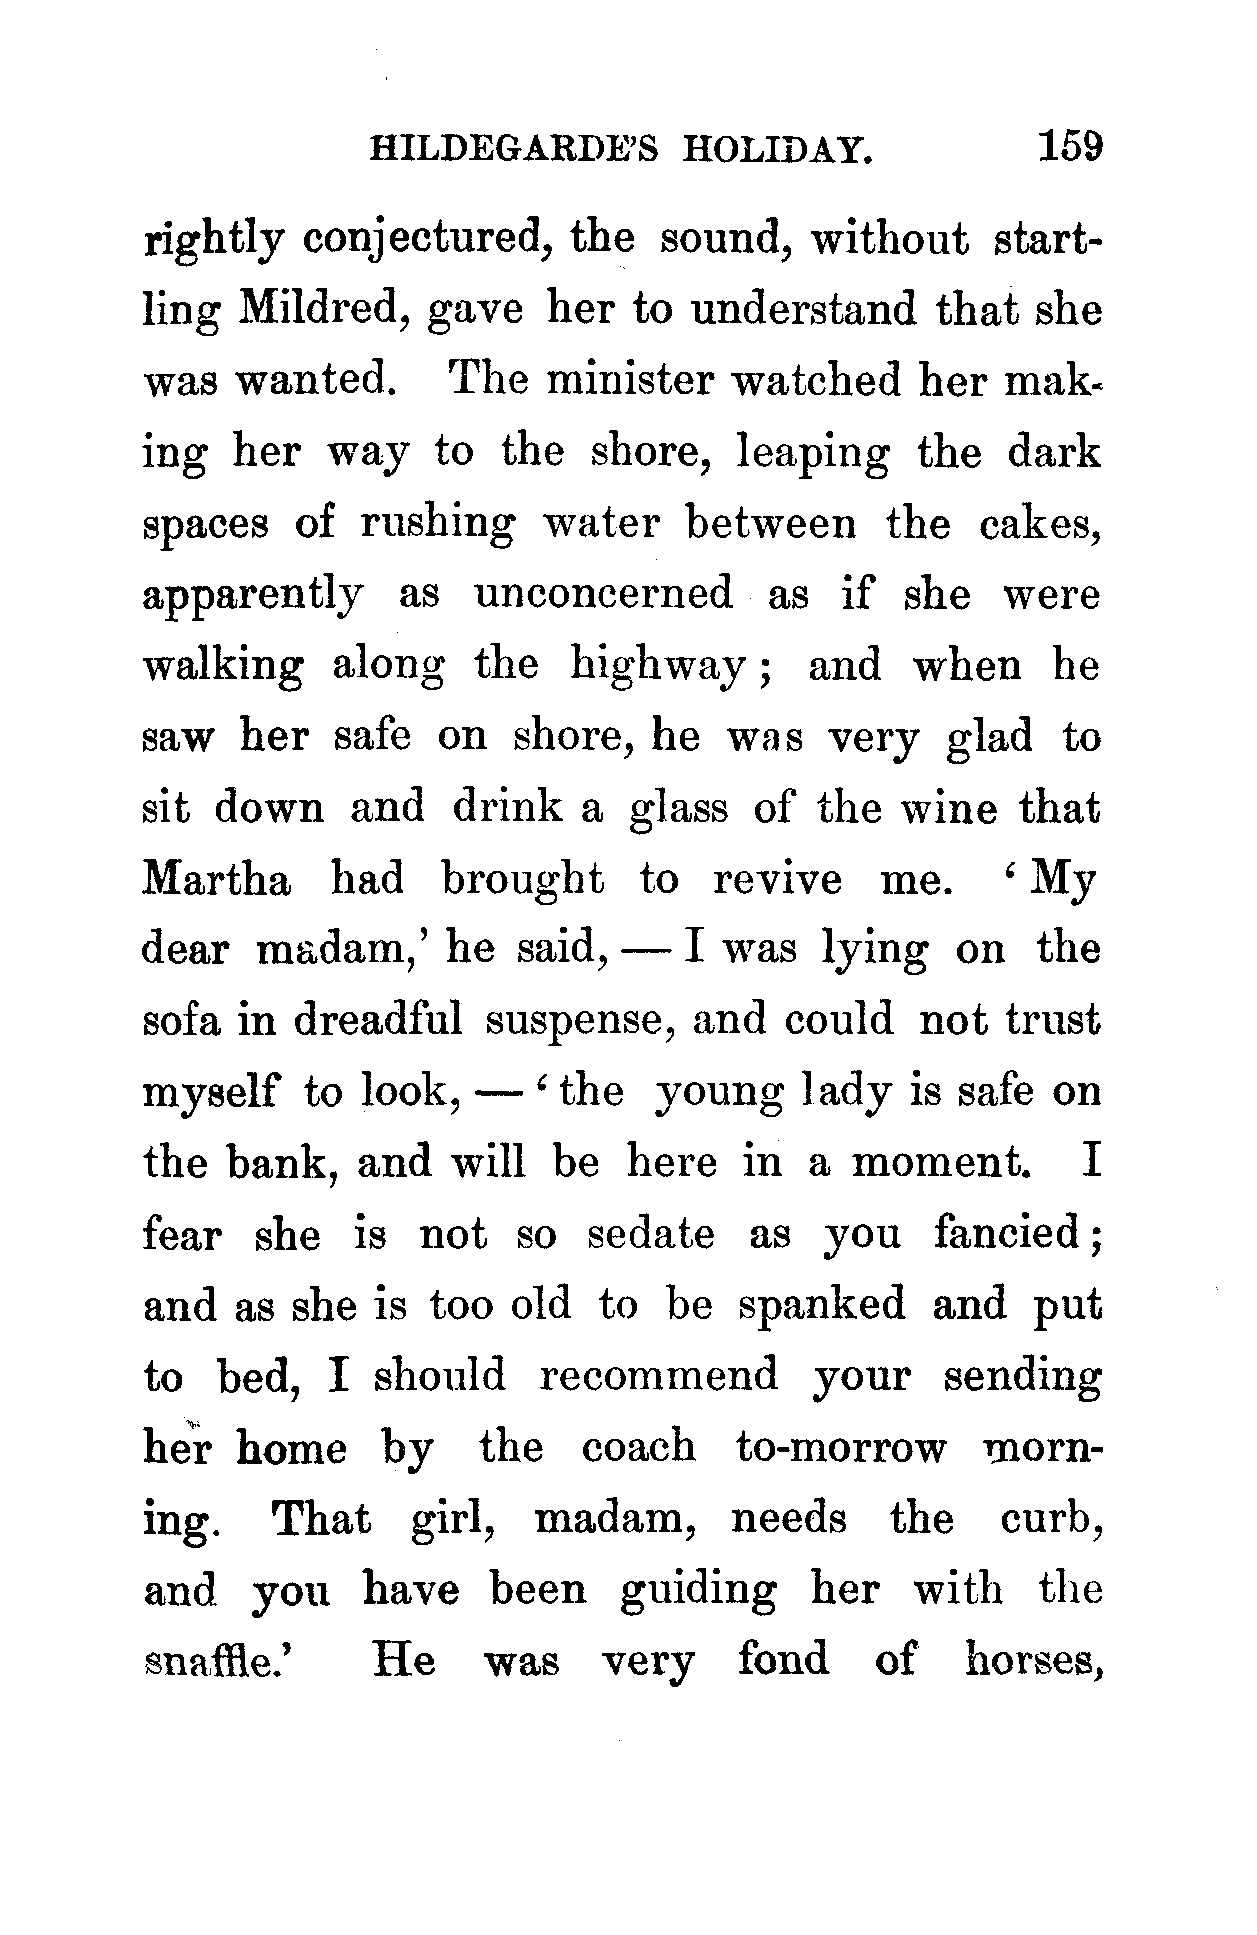 HILDEGARDE'S HOLIDAY. 159
rightly conjectured, the sound, without start-
ling Mildred, gave her to understand that she
was wanted. The minister watched her mak-
ing her way to the shore, leaping the dark
spaces of rushing water between the cakes,
apparently as unconcerned as if she were
walking along the highway; and when he
saw her safe on shore, he was very glad to
sit down and drink a glass of the wine that
Martha had brought to revive me. ‘My
dear madam,’ he said, — I was lying on the
sofa in dreadful suspense, and could not trust
myself to look, — ‘the young lady is safe on
the bank, and will be here in a moment. I
fear she is not so sedate as you fancied;
and as she is too old to be spanked and put
to bed, I should recommend your sending
her home by the coach to-morrow morn-
ing. That girl, madam, needs the curb,
and you have been guiding her with the
snaffle.’ He was very fond of horses,